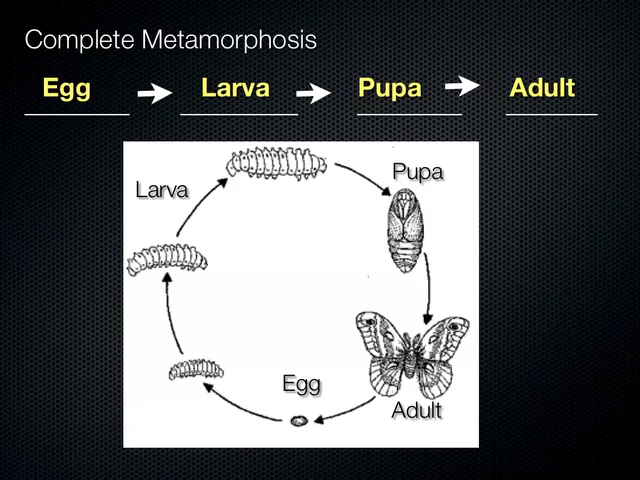 Complete Metamorphosis
Egg Larva Pupa Adult
Pupa
Larva
Egg
Adult